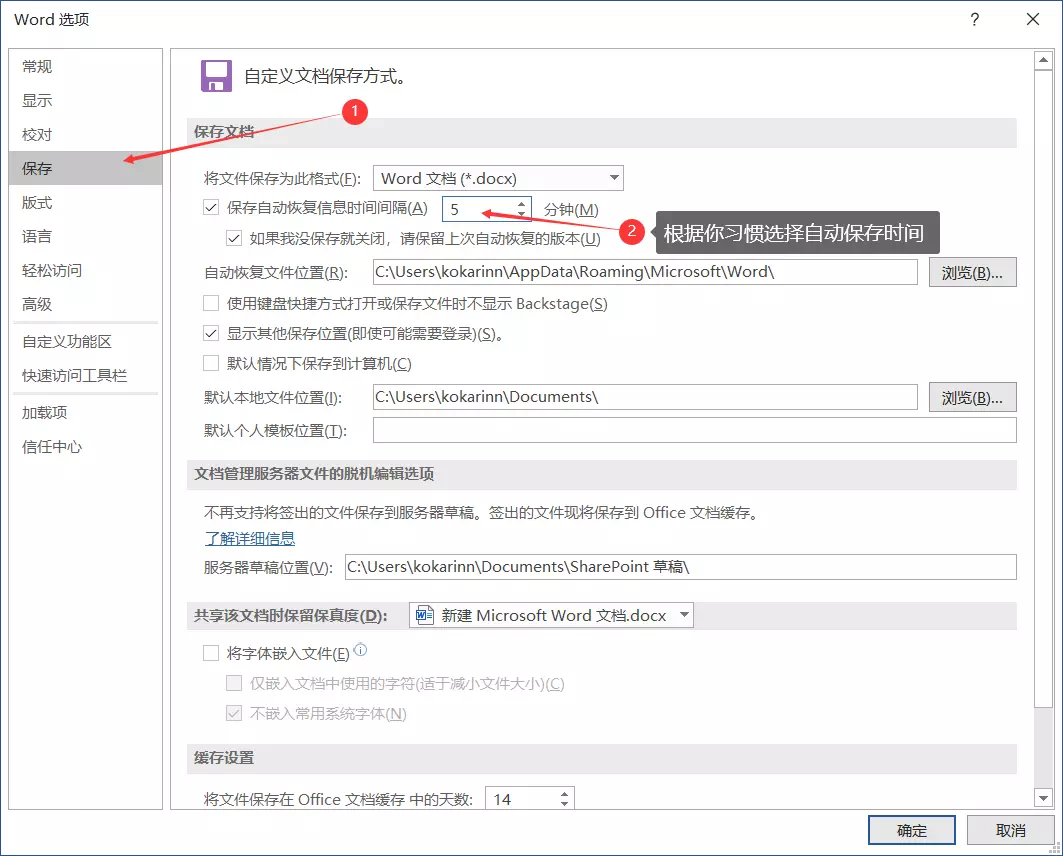 Word 选项
?
常规
显示
校对
保存
版式
语言
轻松访问
高级
自定义功能区
快速访问工具栏
加载项
信任中心
自定义文档保存方式。
1
保存文档
将文件保存为此格式(F): Word 文档 (*.docx)
保存自动恢复信息时间间隔(A) 5 分钟(M)
2 根据你习惯选择自动保存时间
如果我没保存就关闭，请保留上次自动恢复的版本(U)
自动恢复文件位置(R): C:\Users\kokarinn\AppData\Roaming\Microsoft\Word\ 浏览(B)...
使用键盘快捷方式打开或保存文件时不显示 Backstage(S)
显示其他保存位置(即使可能需要登录)(S)。
默认情况下保存到计算机(C)
默认本地文件位置(I): C:\Users\kokarinn\Documents\ 浏览(B)...
默认个人模板位置(T):
文档管理服务器文件的脱机编辑选项
不再支持将签出的文件保存到服务器草稿。签出的文件现将保存到 Office 文档缓存。
了解详细信息
服务器草稿位置(V): C:\Users\kokarinn\Documents\SharePoint 草稿\
共享该文档时保留保真度(D): 新建 Microsoft Word 文档.docx
将字体嵌入文件(E)
仅嵌入文档中使用的字符(适于减小文件大小)(C)
不嵌入常用系统字体(N)
缓存设置
将文件保存在 Office 文档缓存 中的天数: 14
确定 取消